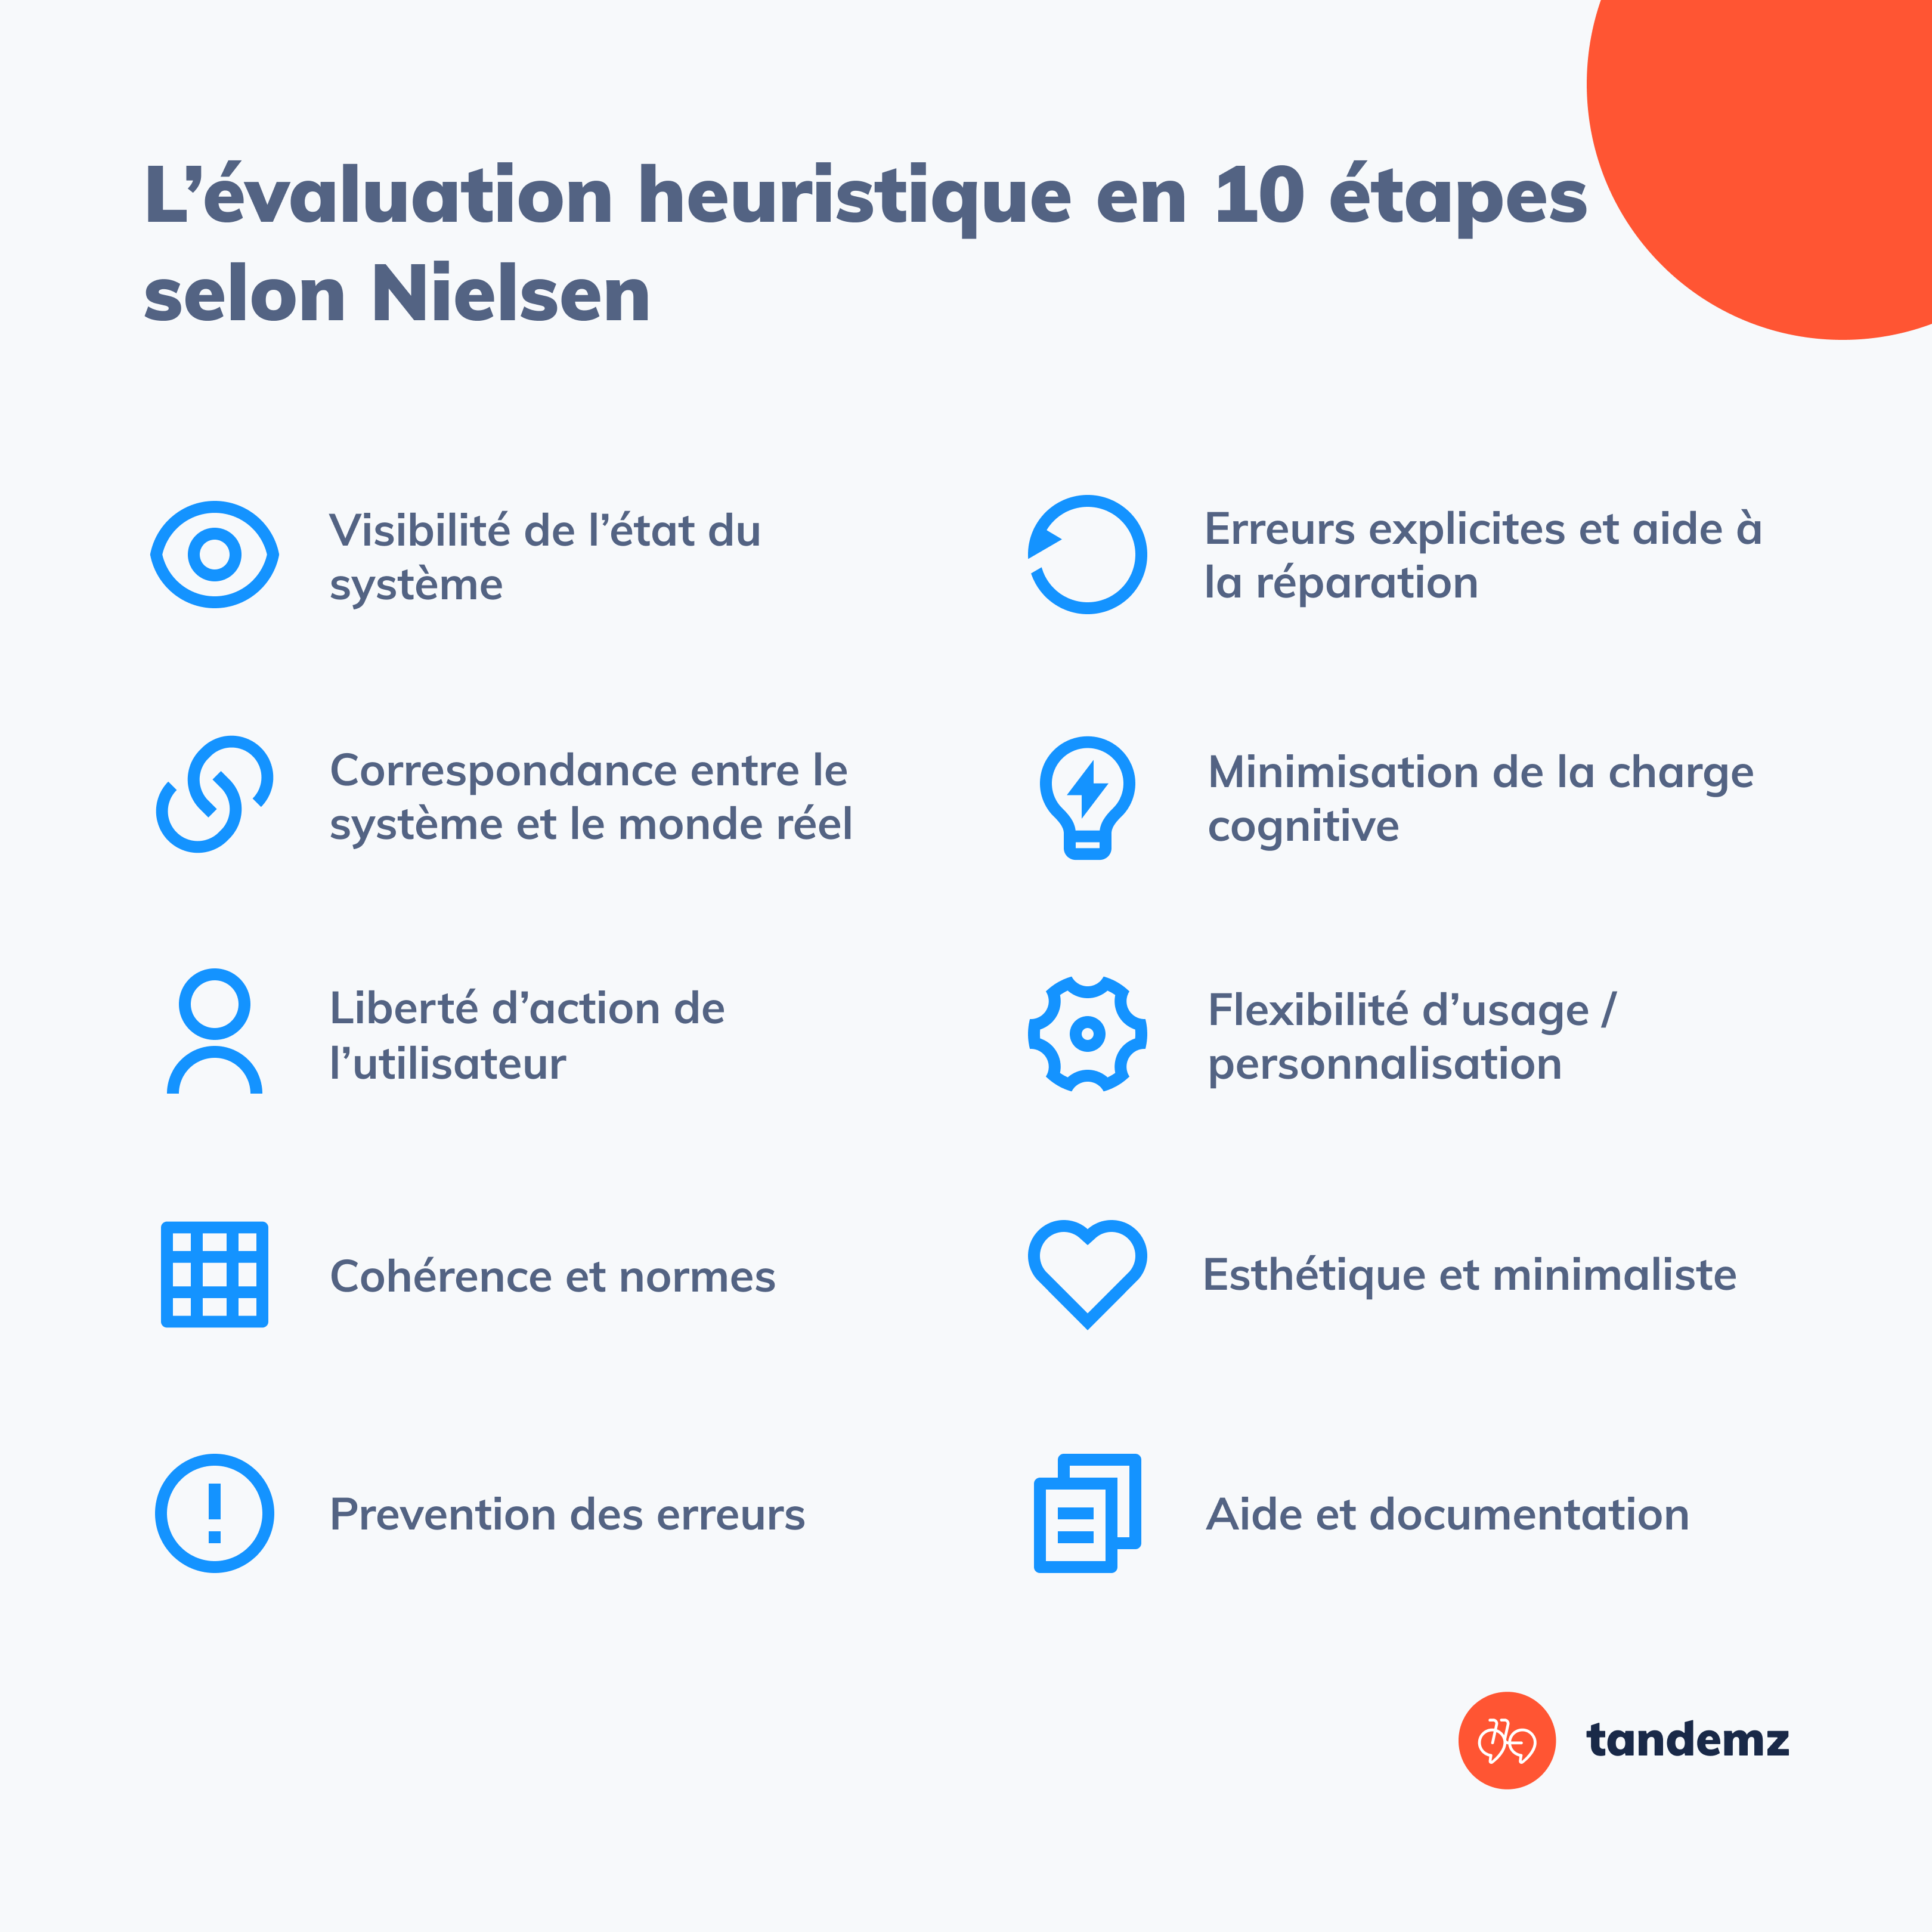 L’évaluation heuristique en 10 étapes
selon Nielsen
Visibilité de l’état du
système
Correspondance entre le
système et le monde réel
Liberté d’action de
l’utilisateur
Cohérence et normes
Prevention des erreurs
Erreurs explicites et aide à
la réparation
Minimisation de la charge
cognitive
Flexibilité d’usage /
personnalisation
Esthétique et minimaliste
Aide et documentation
tandemz